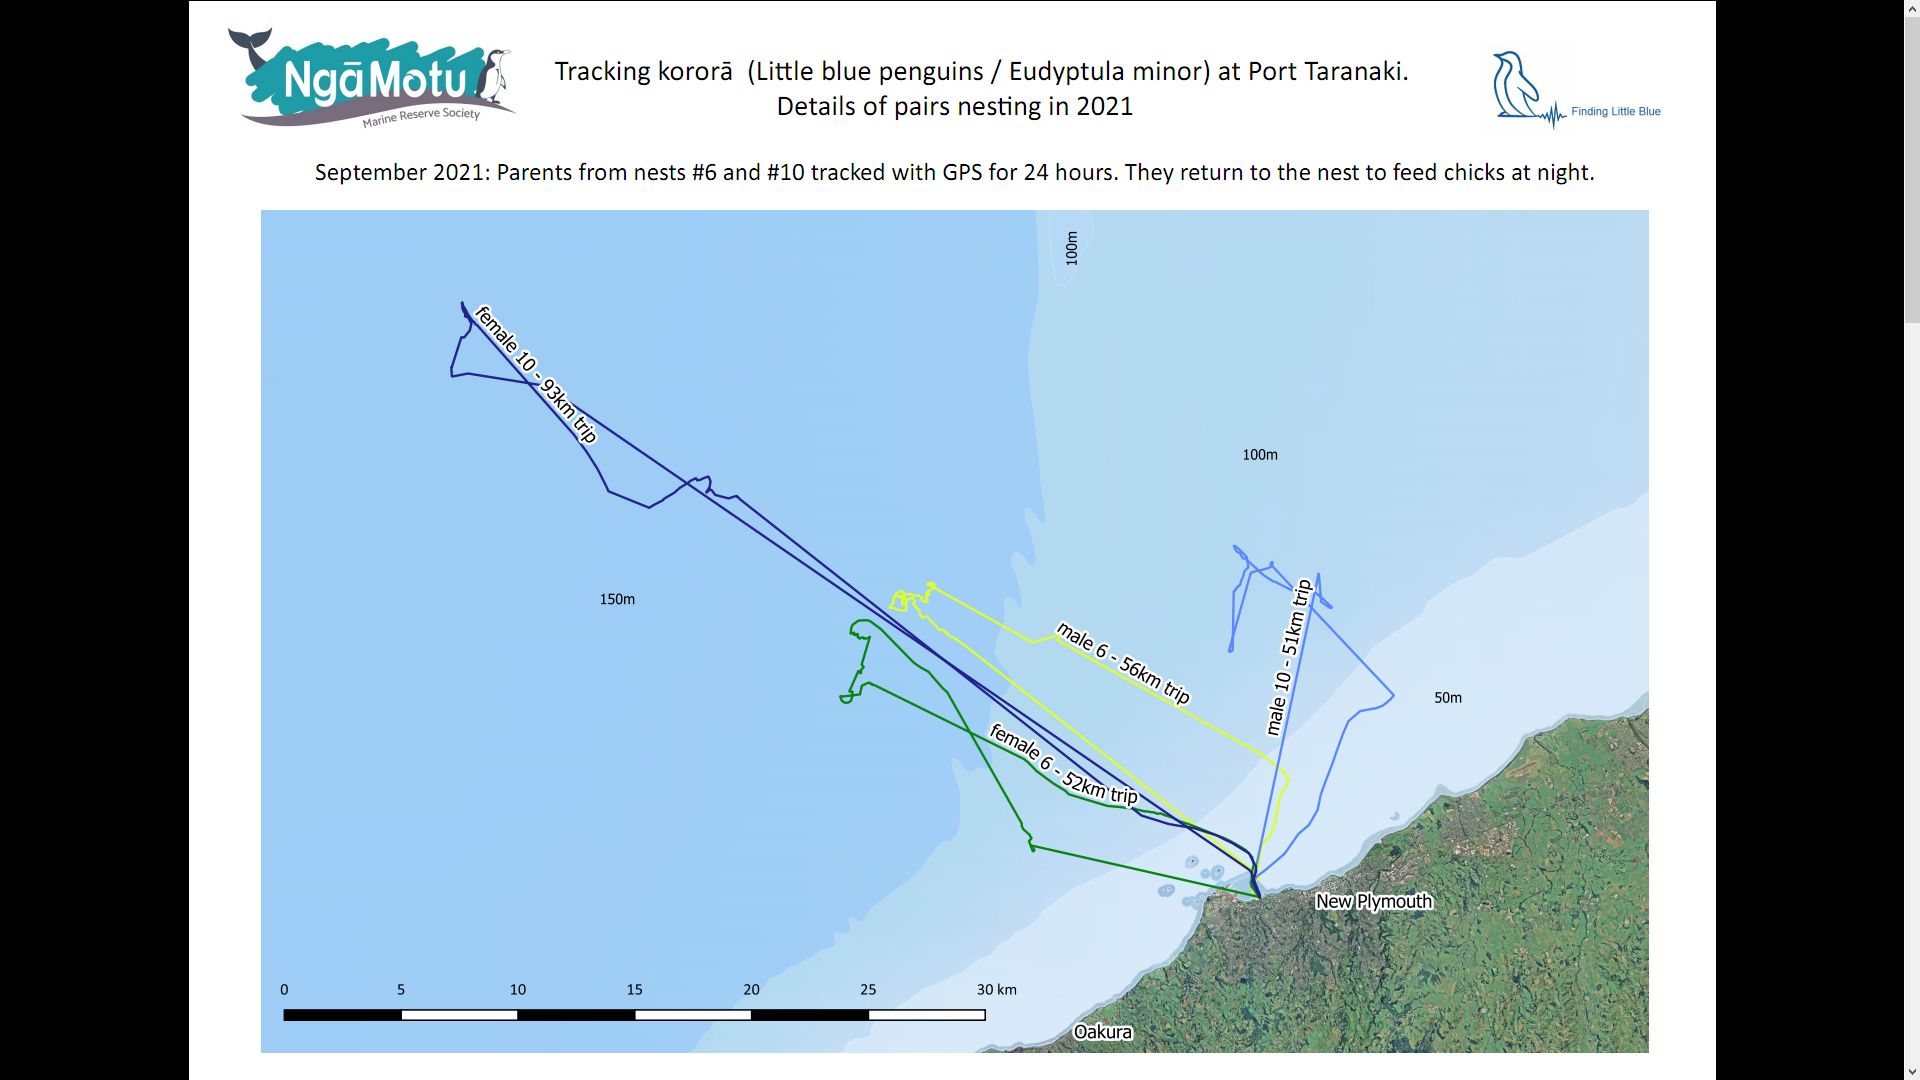 NgāMotu
Marine Reserve Society
Tracking kororā (Little blue penguins / Eudyptula minor) at Port Taranaki.
Details of pairs nesting in 2021
Finding Little Blue
September 2021: Parents from nests #6 and #10 tracked with GPS for 24 hours. They return to the nest to feed chicks at night.
100m
female 10 - 93km trip
100m
150m
male 10 - 51km trip
male 6 - 56km trip
50m
female 6 - 52km trip
New Plymouth
0 5 10 15 20 25 30 km
Oakura